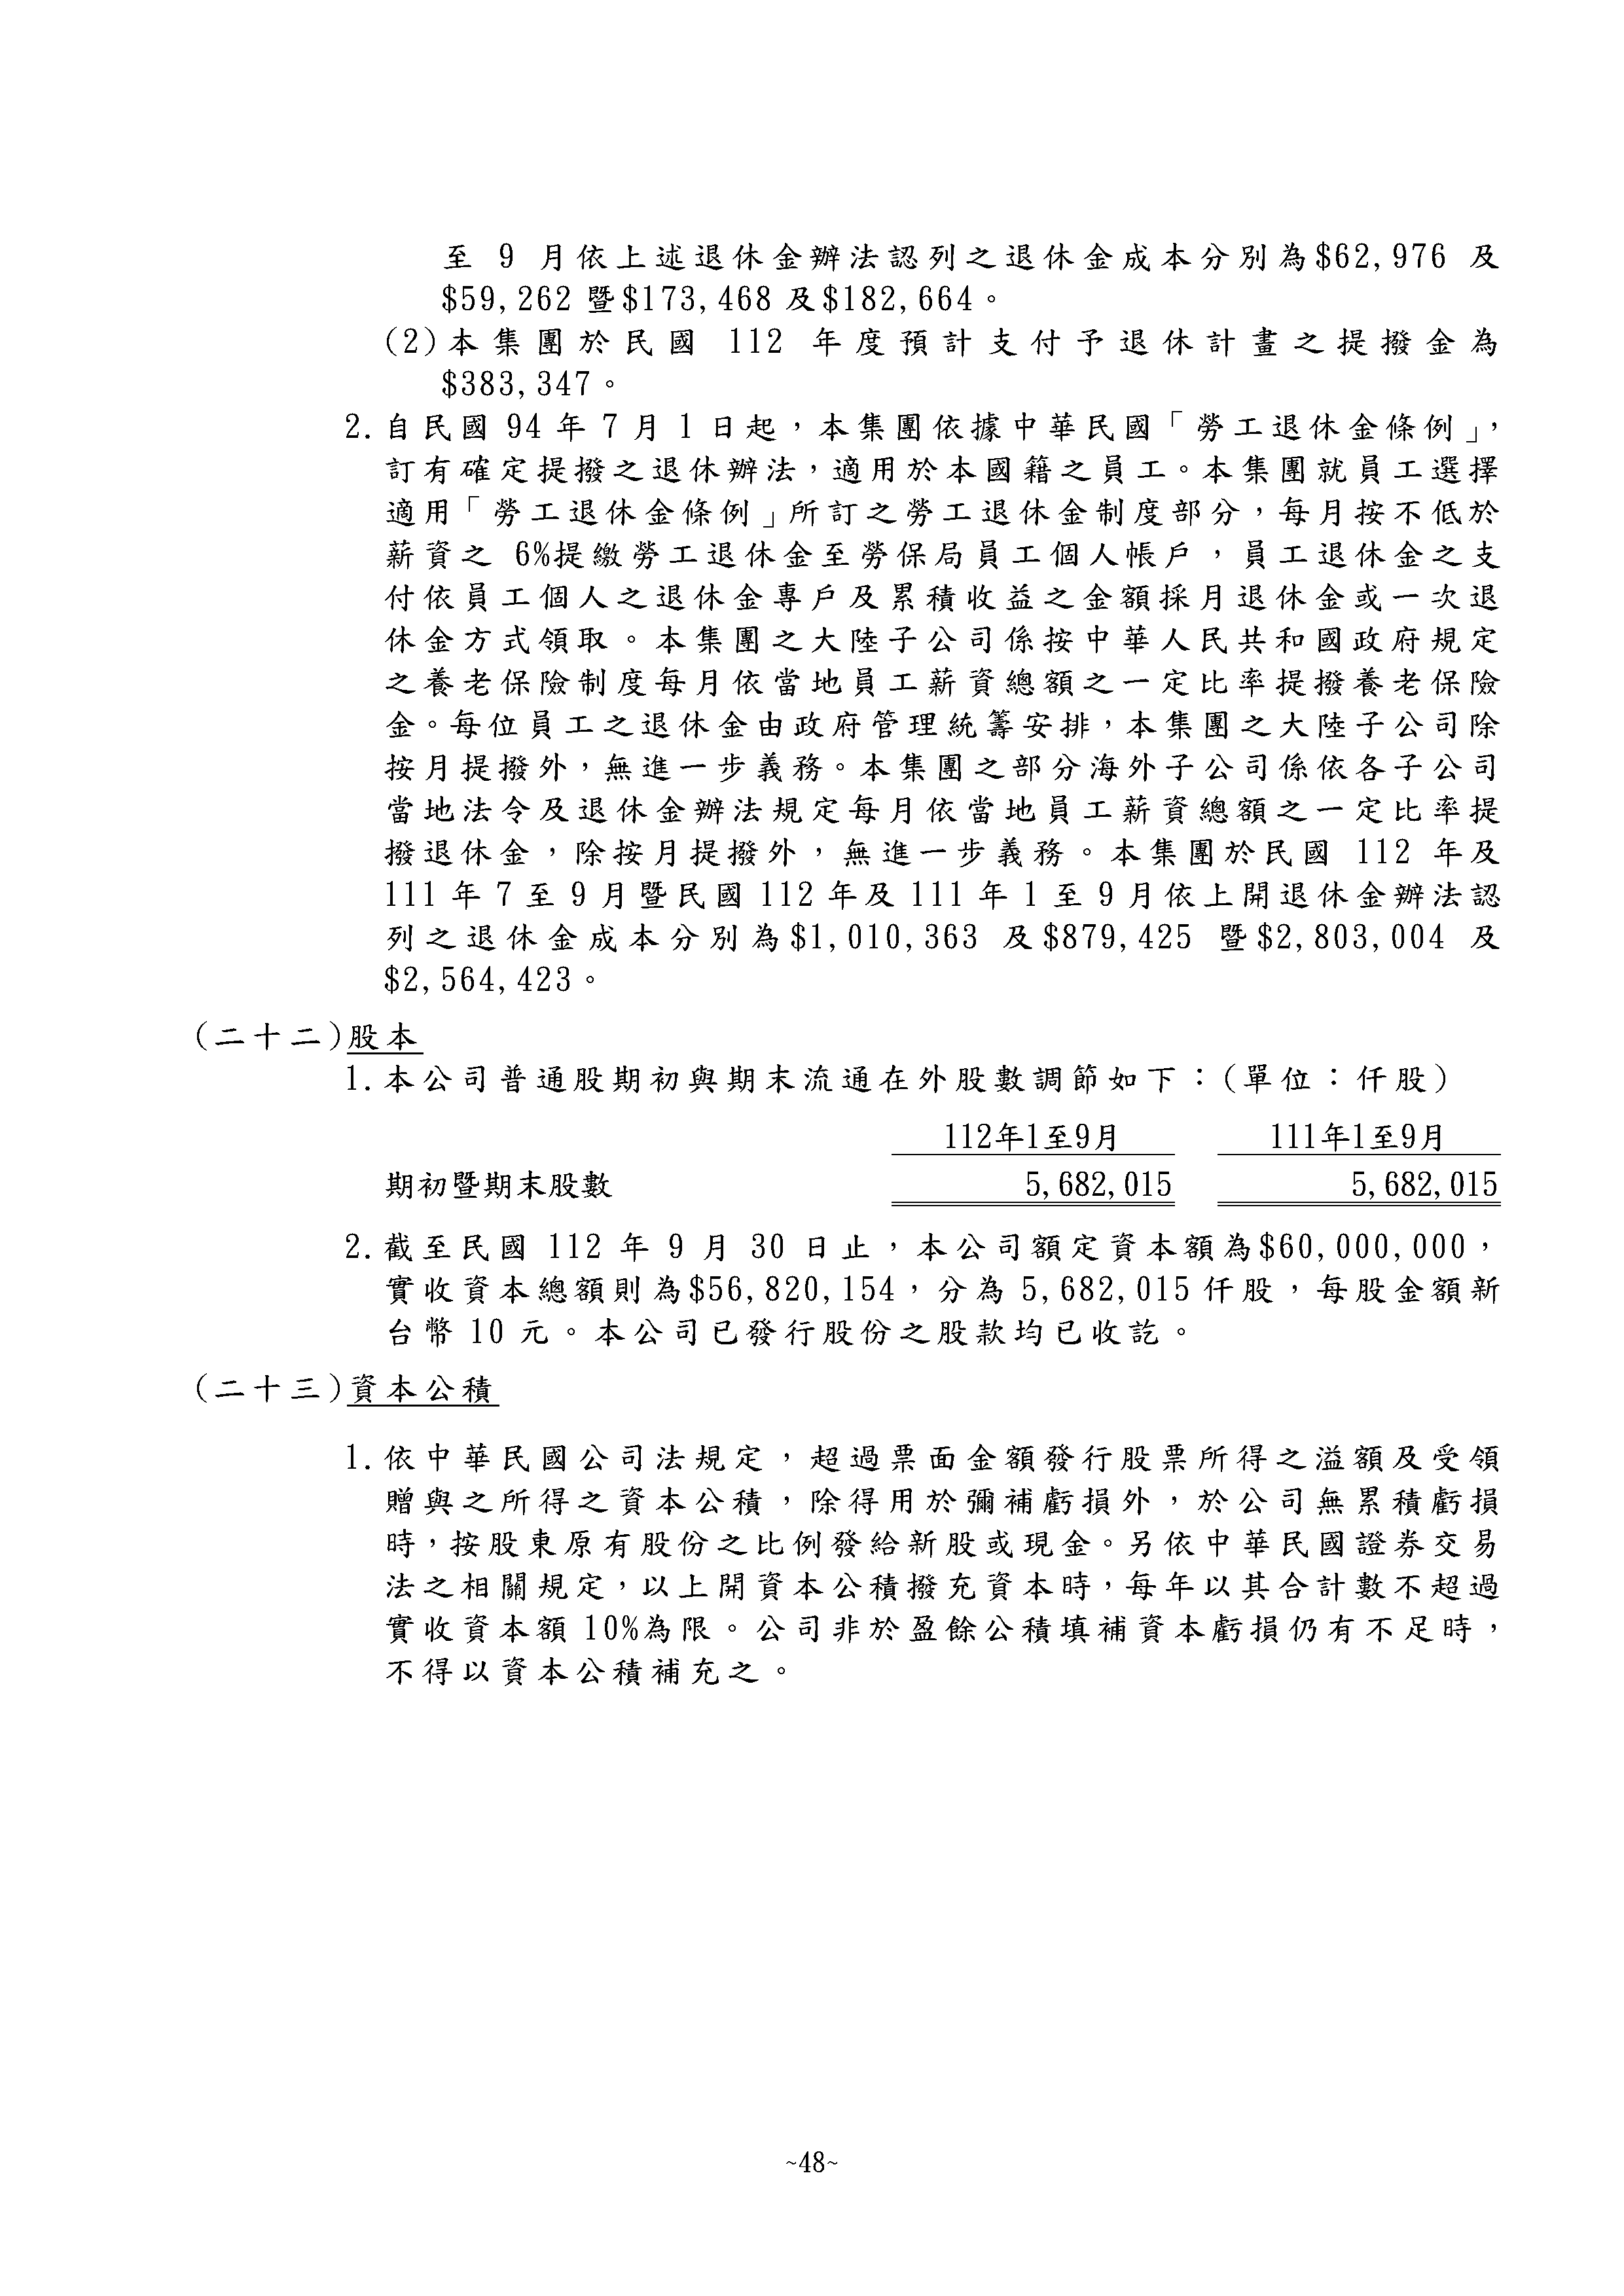 至 9 月依上述退休金辦法認列之退休金成本分別為$62,976 及
$59,262 暨$173,468 及$182,664。
(2)本集團於民國 112 年度預計支付予退休計畫之提撥金為
$383,347。
2.自民國 94 年 7 月 1 日起，本集團依據中華民國「勞工退休金條例」，
訂有確定提撥之退休辦法，適用於本國籍之員工。本集團就員工選擇
適用「勞工退休金條例」所訂之勞工退休金制度部分，每月按不低於
薪資之 6%提繳勞工退休金至勞保局員工個人帳戶，員工退休金之支
付依員工個人之退休金專戶及累積收益之金額採月退休金或一次退
休金方式領取。本集團之大陸子公司係按中華人民共和國政府規定
之養老保險制度每月依當地員工薪資總額之一定比率提撥養老保險
金。每位員工之退休金由政府管理統籌安排，本集團之大陸子公司除
按月提撥外，無進一步義務。本集團之部分海外子公司係依各子公司
當地法令及退休金辦法規定每月依當地員工薪資總額之一定比率提
撥退休金，除按月提撥外，無進一步義務。本集團於民國 112 年及
111 年 7 至 9 月暨民國 112 年及 111 年 1 至 9 月依上開退休金辦法認
列之退休金成本分別為$1,010,363 及$879,425 暨$2,803,004 及
$2,564,423。
(二十二)股本
1.本公司普通股期初與期末流通在外股數調節如下：(單位：仟股)
112年1至9月 111年1至9月
期初暨期末股數 5,682,015 5,682,015
2.截至民國 112 年 9 月 30 日止，本公司額定資本額為$60,000,000，
實收資本總額則為$56,820,154，分為 5,682,015 仟股，每股金額新
台幣 10 元。本公司已發行股份之股款均已收訖。
(二十三)資本公積
1.依中華民國公司法規定，超過票面金額發行股票所得之溢額及受領
贈與之所得之資本公積，除得用於彌補虧損外，於公司無累積虧損
時，按股東原有股份之比例發給新股或現金。另依中華民國證券交易
法之相關規定，以上開資本公積撥充資本時，每年以其合計數不超過
實收資本額 10%為限。公司非於盈餘公積填補資本虧損仍有不足時，
不得以資本公積補充之。
~48~